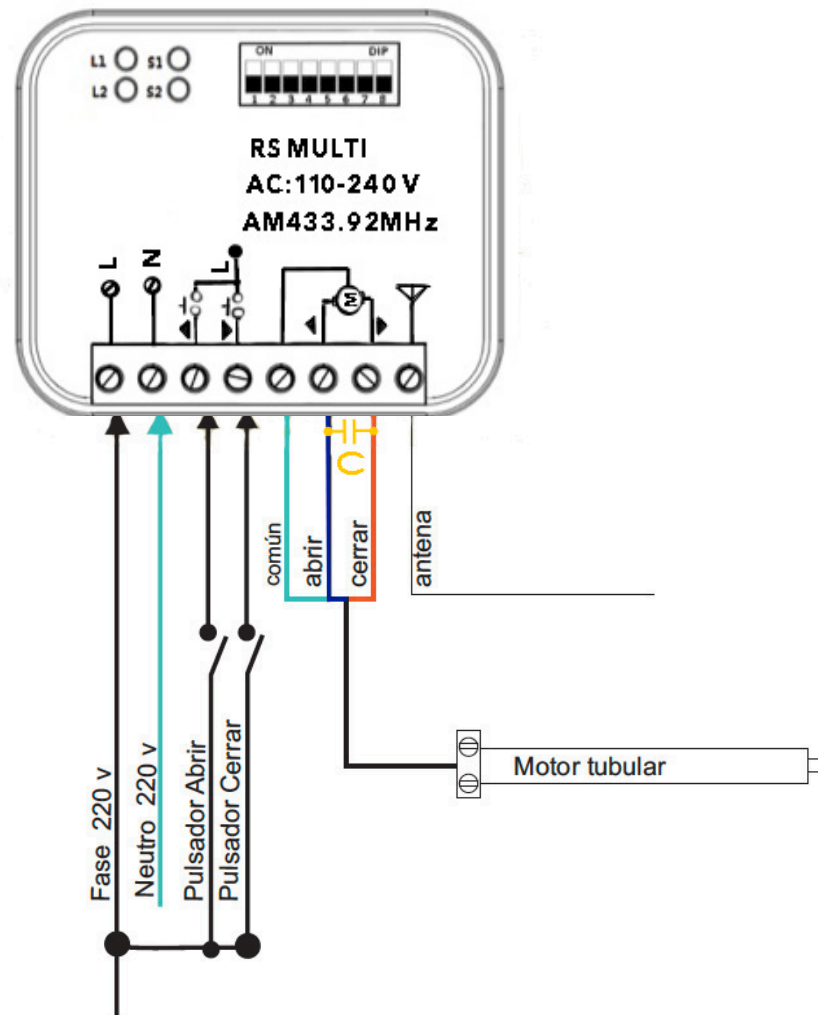 L1 S1
L2 S2
ON DIP
1 2 3 4 5 6 7 8
RS MULTI
AC:110-240 V
AM433.92MHz
L
N
L
M
C
común
abrir
cerrar
antena
Fase 220 v
Neutro 220 v
Pulsador Abrir
Pulsador Cerrar
Motor tubular